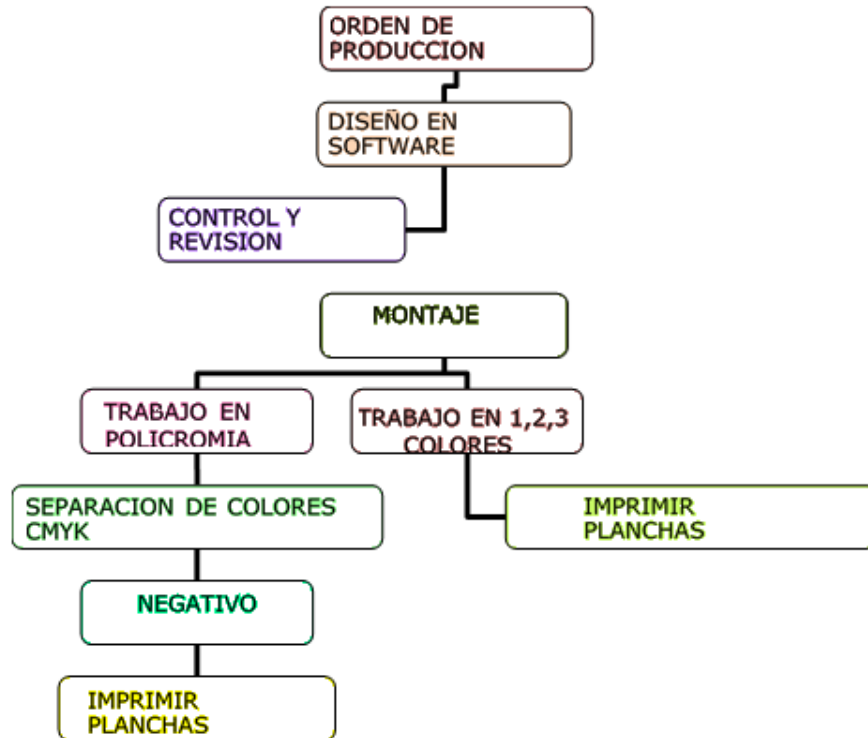 ORDEN DE
PRODUCCION
DISEÑO EN
SOFTWARE
CONTROL Y
REVISION
MONTAJE
TRABAJO EN
POLICROMIA
TRABAJO EN 1,2,3
COLORES
SEPARACION DE COLORES
CMYK
IMPRIMIR
PLANCHAS
NEGATIVO
IMPRIMIR
PLANCHAS